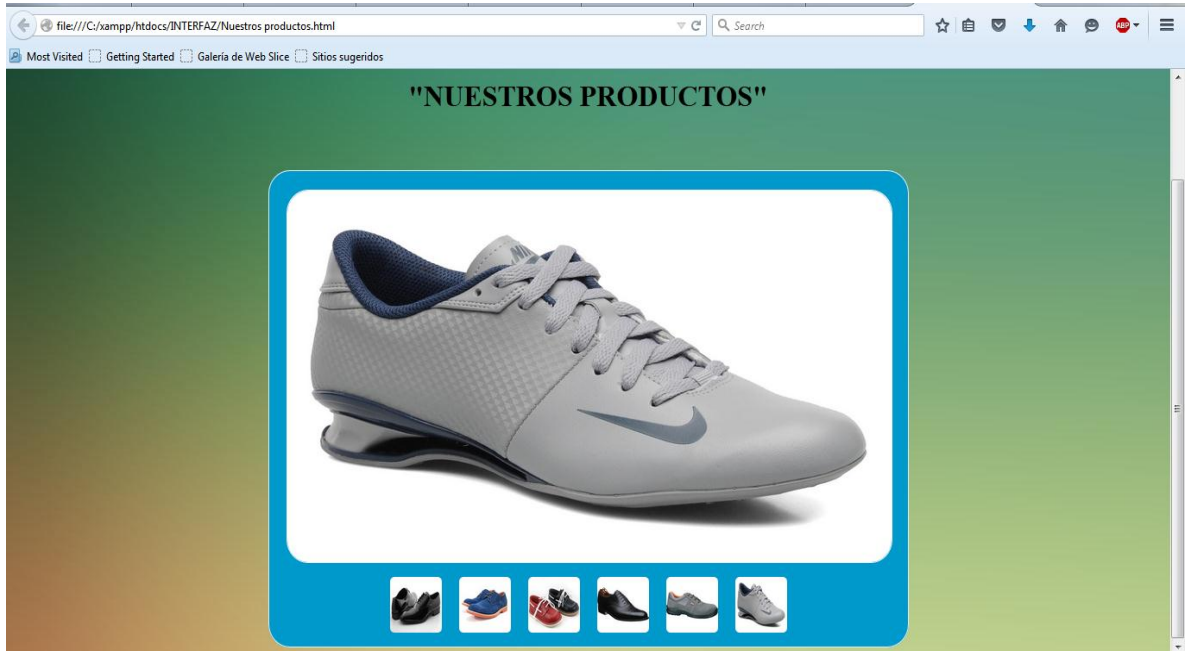 file:///C:/xampp/htdocs/INTERFAZ/Nuestros productos.html
Search
ABP
Most Visited Getting Started Galería de Web Slice Sitios sugeridos
"NUESTROS PRODUCTOS"